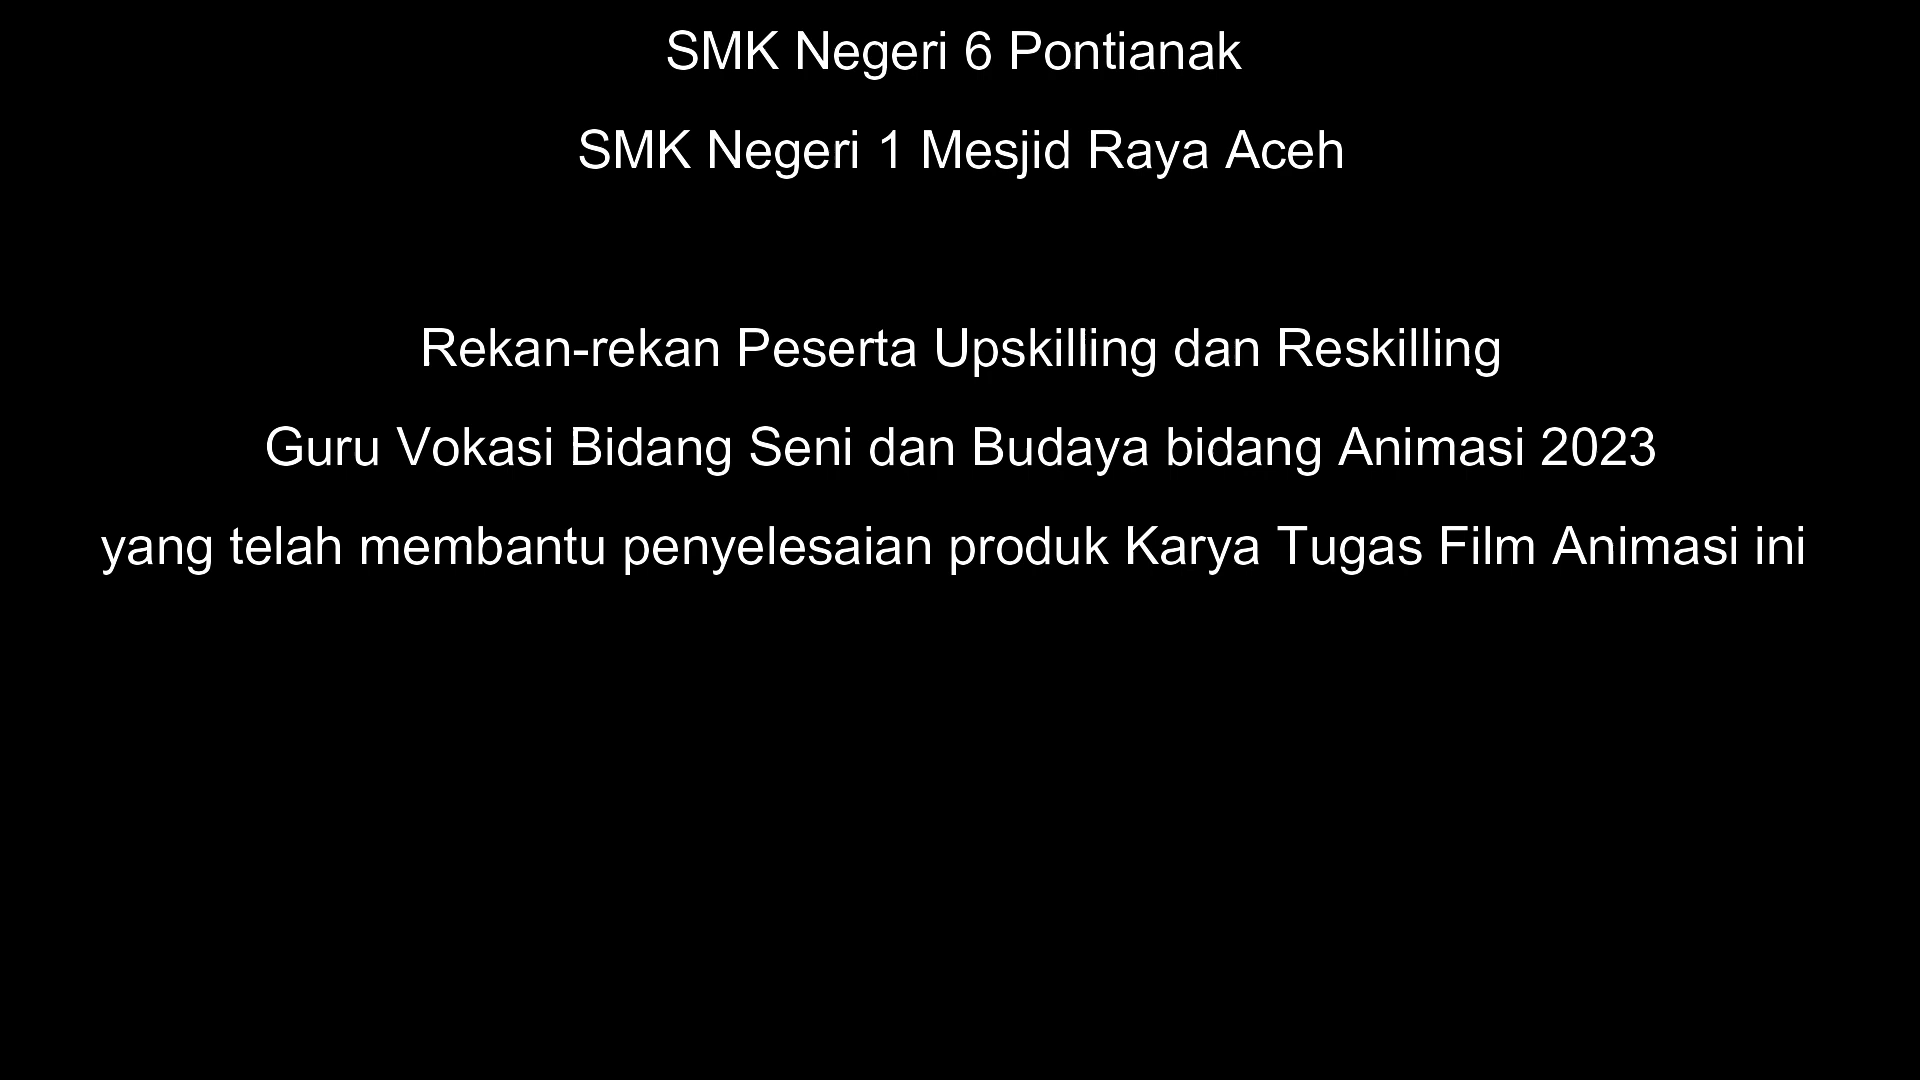 SMK Negeri 6 Pontianak
SMK Negeri 1 Mesjid Raya Aceh
Rekan-rekan Peserta Upskilling dan Reskilling
Guru Vokasi Bidang Seni dan Budaya bidang Animasi 2023
yang telah membantu penyelesaian produk Karya Tugas Film Animasi ini